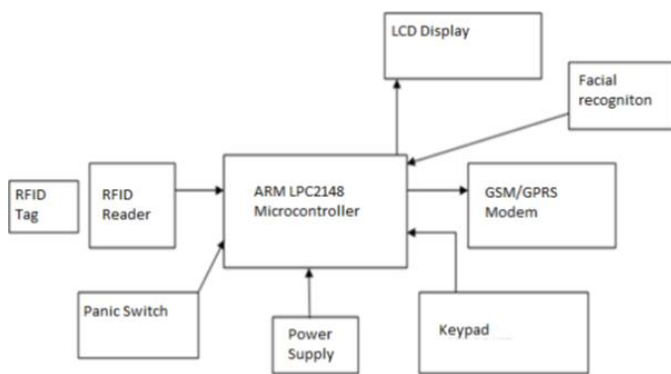 LCD Display
Facial
recogniton
RFID
Tag
RFID
Reader
ARM LPC2148
Microcontroller
GSM/GPRS
Modem
Panic Switch
Power
Supply
Keypad